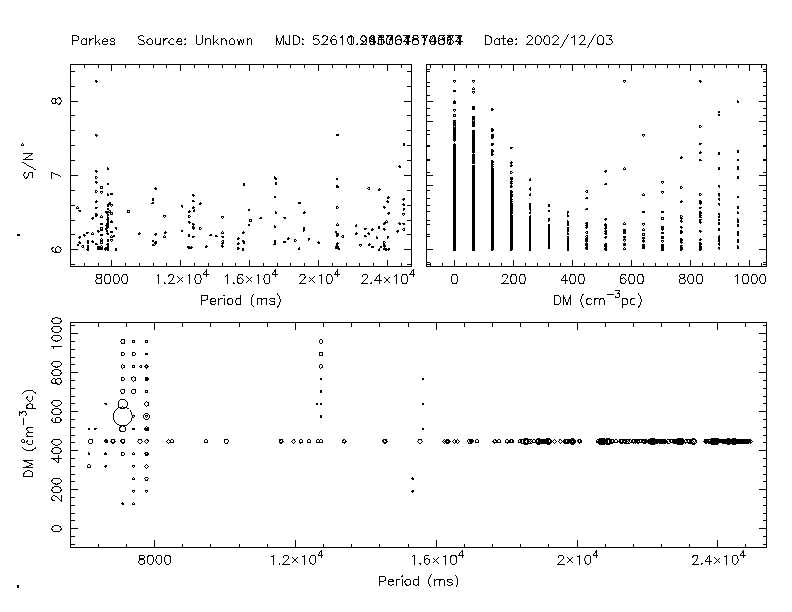 Parkes Source: Unknown MJD: Date: 2002/12/03
8
7
6
S/N
8000 1.2×10⁴ 1.6×10⁴ 2×10⁴ 2.4×10⁴
Period (ms)
0 200 400 600 800 1000
DM (cm⁻³pc)
1000
800
600
400
200
0
DM (cm⁻³pc)
8000 1.2×10⁴ 1.6×10⁴ 2×10⁴ 2.4×10⁴
Period (ms)